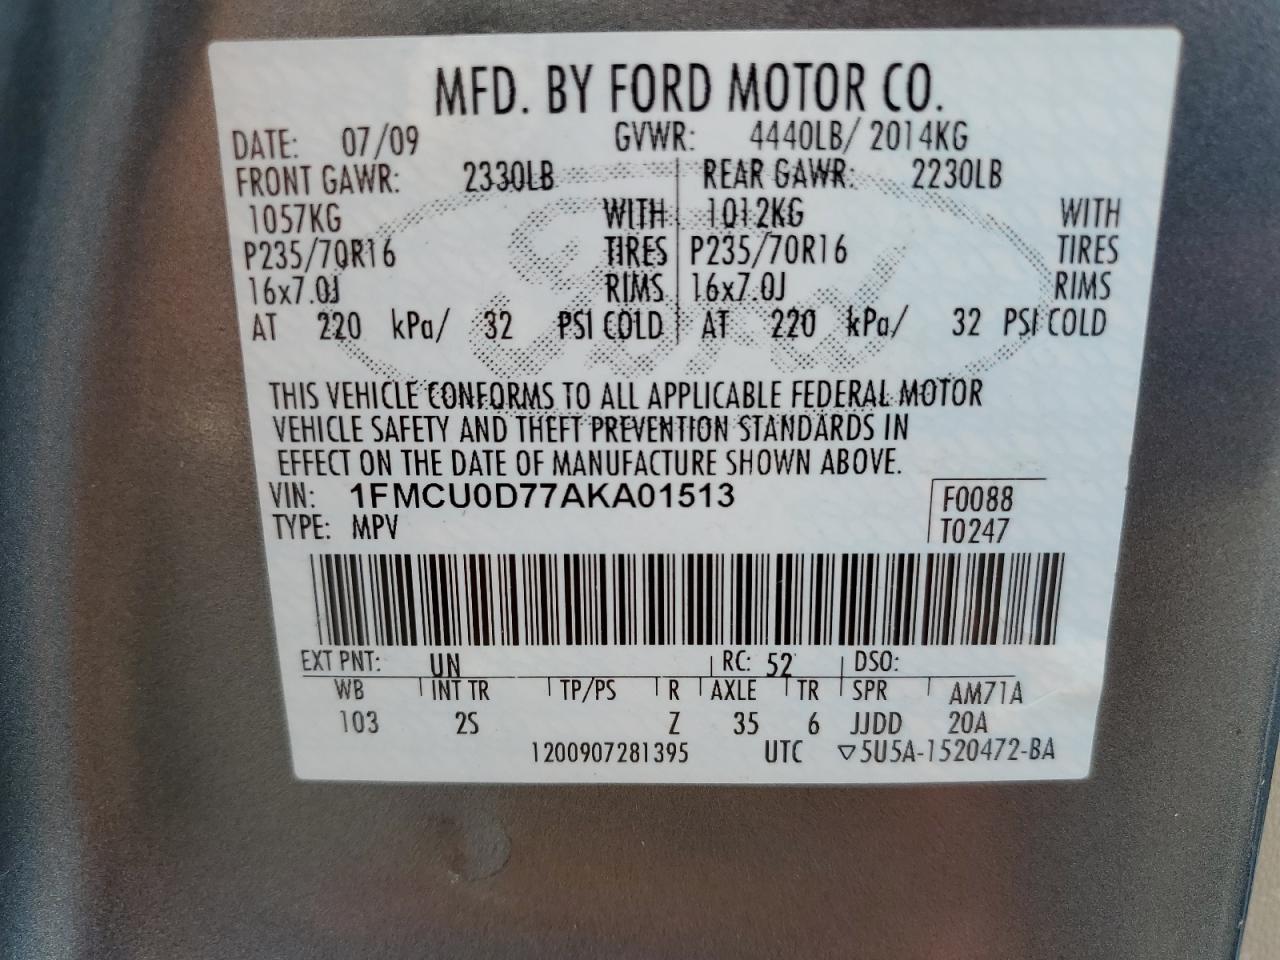 MFD. BY FORD MOTOR CO.
DATE: 07/09 GVWR: 4440LB/ 2014KG
FRONT GAWR: 2330LB REAR GAWR: 2230LB
1057KG WITH 1012KG WITH
P235/70R16 TIRES P235/70R16 TIRES
16x7.0J RIMS 16x7.0J RIMS
AT 220 kPa/ 32 PSI COLD AT 220 kPa/ 32 PSI COLD
Ford
THIS VEHICLE CONFORMS TO ALL APPLICABLE FEDERAL MOTOR
VEHICLE SAFETY AND THEFT PREVENTION STANDARDS IN
EFFECT ON THE DATE OF MANUFACTURE SHOWN ABOVE.
VIN: 1FMCU0D77AKA01513 F0088
TYPE: MPV T0247
EXT PNT: UN RC: 52 DSO:
WB INT TR TP/PS R AXLE TR SPR AM71A
103 2S Z 35 6 JJDD 20A
1200907281395 UTC ▽5U5A-1520472-BA